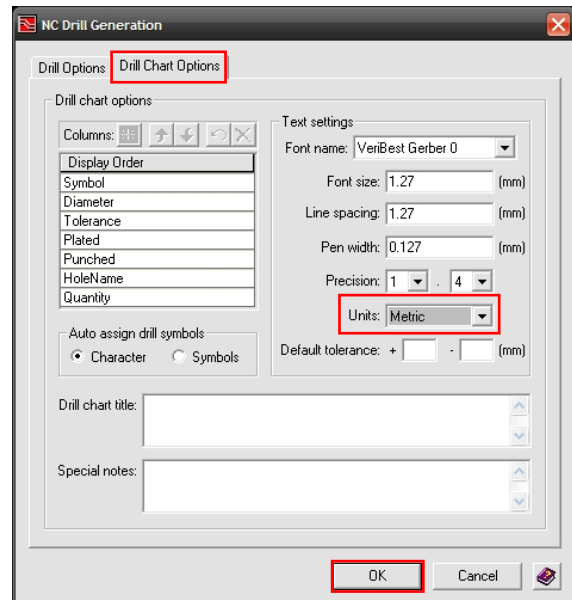 NC Drill Generation
Drill Options Drill Chart Options
Drill chart options
Columns:
Display Order
Symbol
Diameter
Tolerance
Plated
Punched
HoleName
Quantity
Auto assign drill symbols
Character Symbols
Text settings
Font name: VeriBest Gerber 0
Font size: 1.27 (mm)
Line spacing: 1.27 (mm)
Pen width: 0.127 (mm)
Precision: 1 . 4
Units: Metric
Default tolerance: + - (mm)
Drill chart title:
Special notes:
OK Cancel